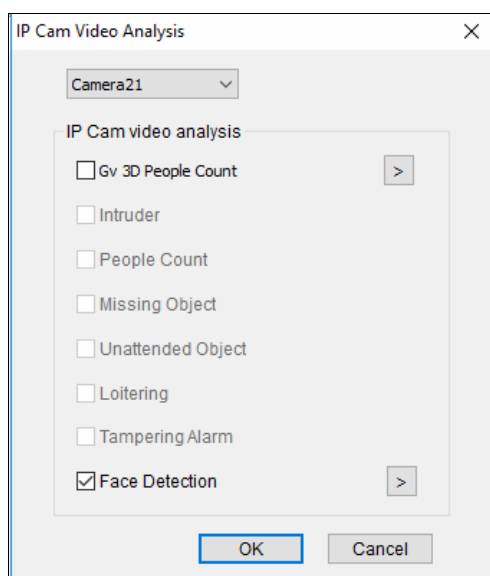 IP Cam Video Analysis
Camera21
IP Cam video analysis
Gv 3D People Count >
Intruder
People Count
Missing Object
Unattended Object
Loitering
Tampering Alarm
Face Detection >
OK Cancel